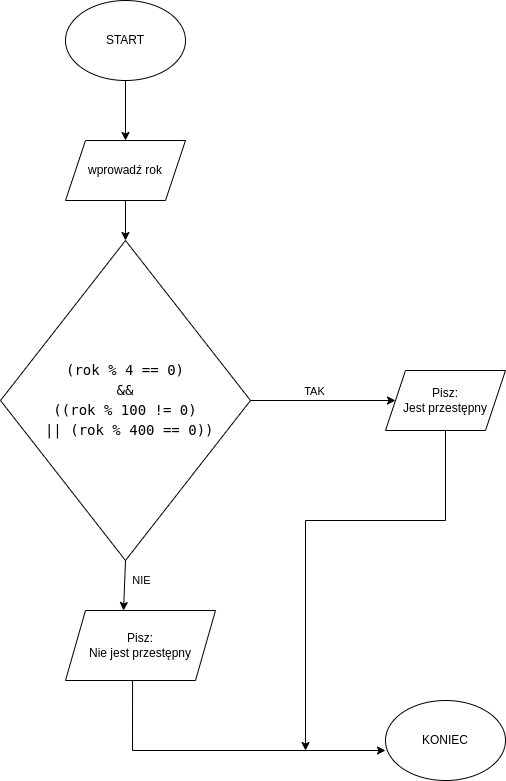 START
wprowadź rok
(rok % 4 == 0)
&&
((rok % 100 != 0)
|| (rok % 400 == 0))
TAK
Pisz:
Jest przestępny
NIE
Pisz:
Nie jest przestępny
KONIEC